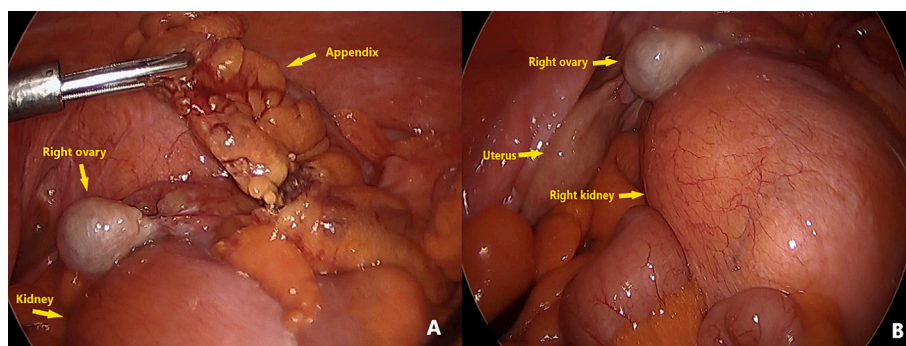 Appendix
Right ovary
Kidney
A
Right ovary
Uterus
Right kidney
B